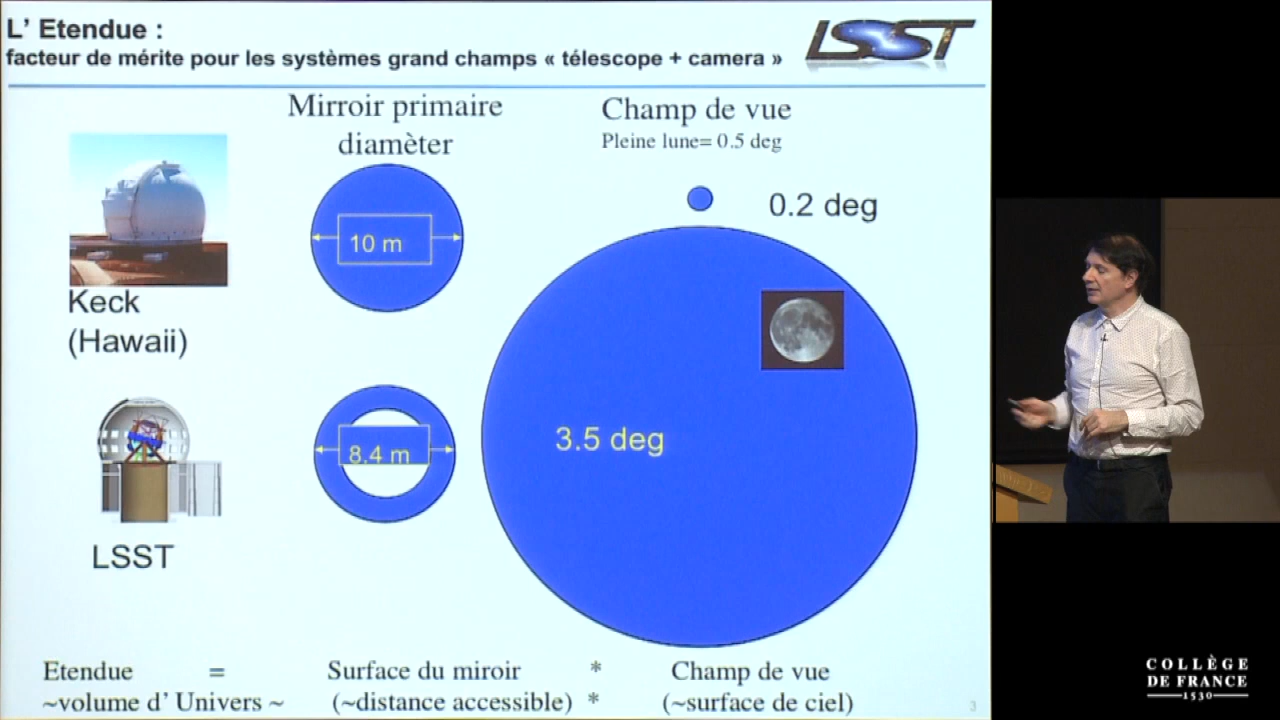 L' Etendue :
facteur de mérite pour les systèmes grand champs « télescope + camera »
LSST
Mirroir primaire
diamèter
Champ de vue
Pleine lune= 0.5 deg
0.2 deg
10 m
Keck
(Hawaii)
3.5 deg
8.4 m
LSST
Etendue = Surface du miroir * Champ de vue
~volume d' Univers ~ (~distance accessible) * (~surface de ciel)
3
COLLÈGE
DE FRANCE
1530